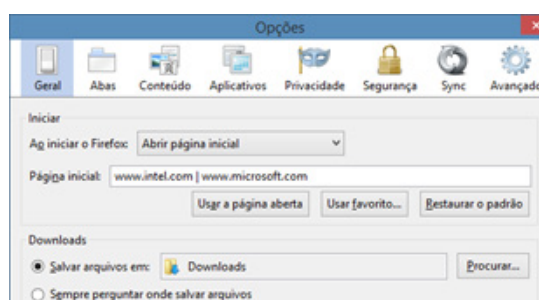 Opções
Geral Abas Conteúdo Aplicativos Privacidade Segurança Sync Avançado
Iniciar
Ao iniciar o Firefox: Abrir página inicial
Página inicial: www.intel.com | www.microsoft.com
Usar a página aberta Usar favorito... Restaurar o padrão
Downloads
Salvar arquivos em: Downloads Procurar...
Sempre perguntar onde salvar arquivos